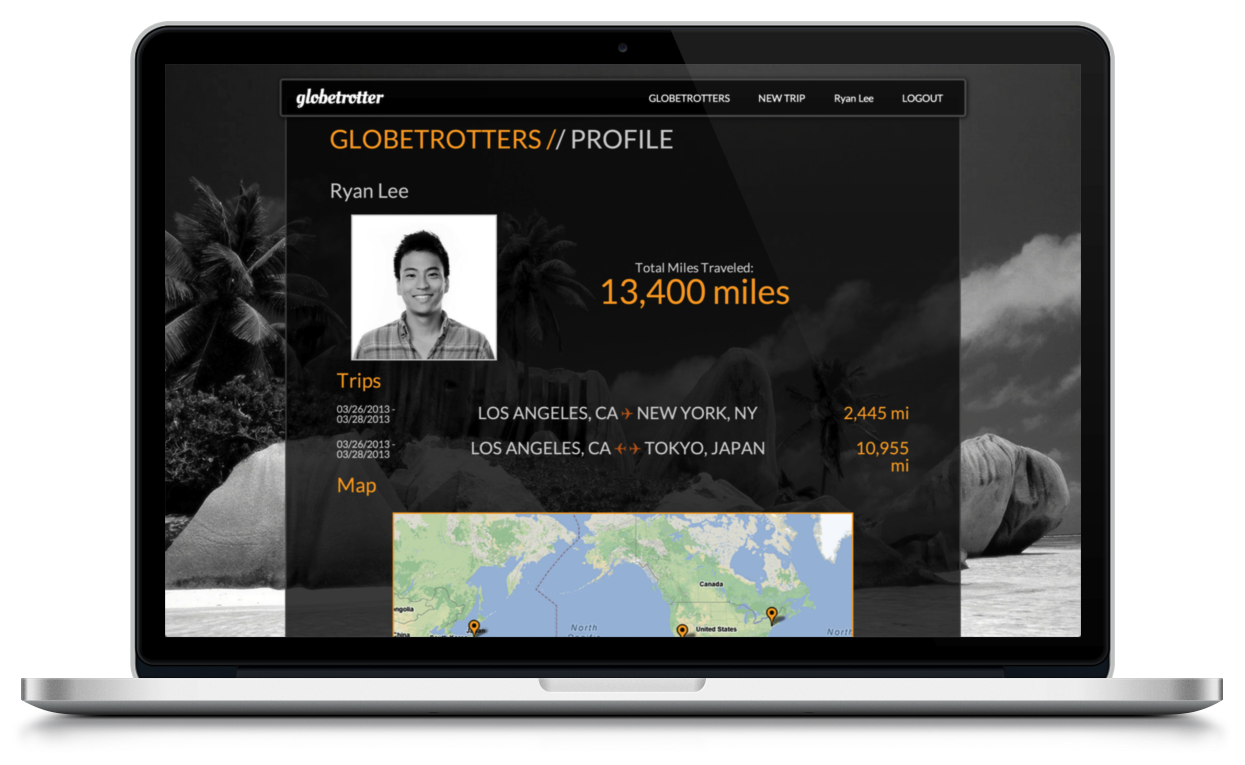 globetrotter
GLOBETROTTERS NEW TRIP Ryan Lee LOGOUT
GLOBETROTTERS // PROFILE
Ryan Lee
Total Miles Traveled:
13,400 miles
Trips
03/26/2013 -
03/28/2013
LOS ANGELES, CA NEW YORK, NY
2,445 mi
03/26/2013 -
03/28/2013
LOS ANGELES, CA TOKYO, JAPAN
10,955
mi
Map
Canada
United States
North
North